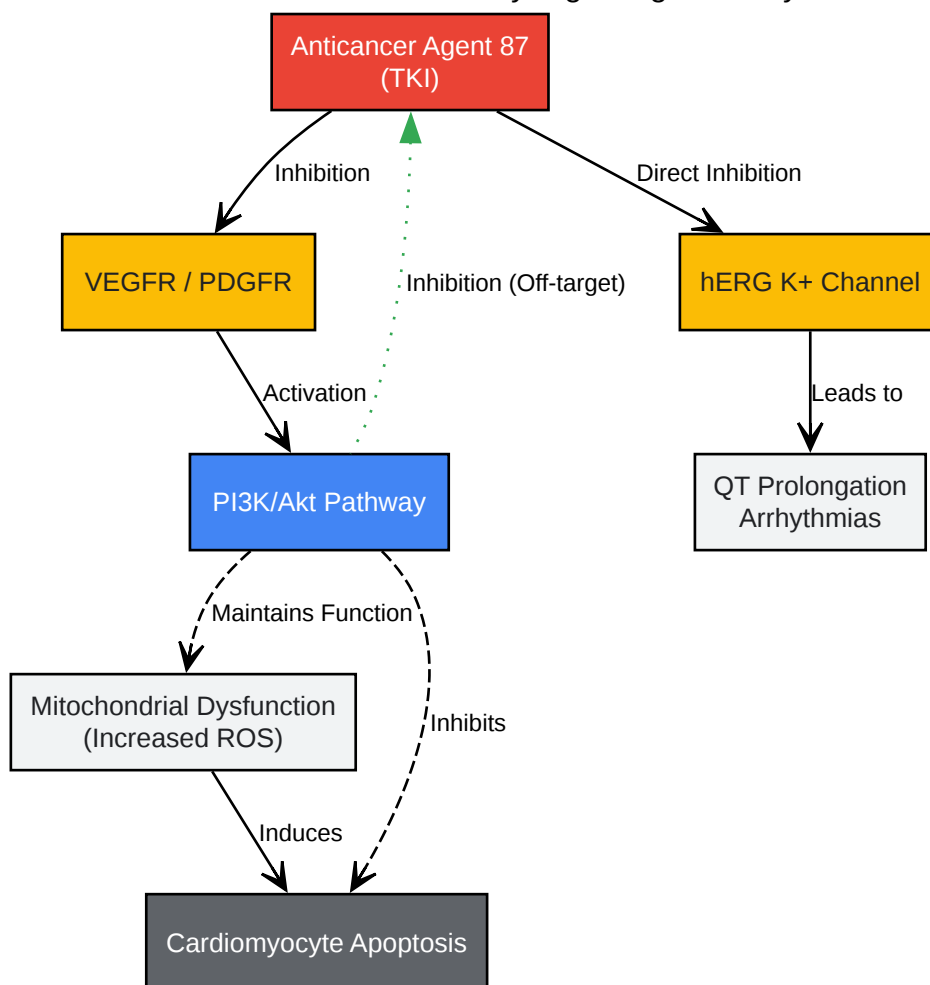 Anticancer Agent 87
(TKI)
Inhibition
Direct Inhibition
VEGFR / PDGFR
Inhibition (Off-target)
hERG K+ Channel
Activation
Leads to
PI3K/Akt Pathway
QT Prolongation
Arrhythmias
Maintains Function
Mitochondrial Dysfunction
(Increased ROS)
Inhibits
Induces
Cardiomyocyte Apoptosis